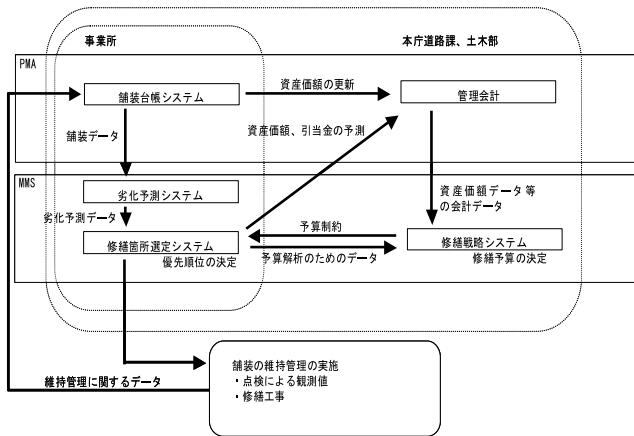 事業所
本庁道路課、土木部
PMA
舗装台帳システム
資産価額の更新
管理会計
舗装データ
資産価額、引当金の予測
MMS
劣化予測システム
資産価額データ等
の会計データ
劣化予測データ
予算制約
修繕箇所選定システム
修繕戦略システム
優先順位の決定
予算解析のためのデータ
修繕予算の決定
舗装の維持管理の実施
・点検による観測値
・修繕工事
維持管理に関するデータ